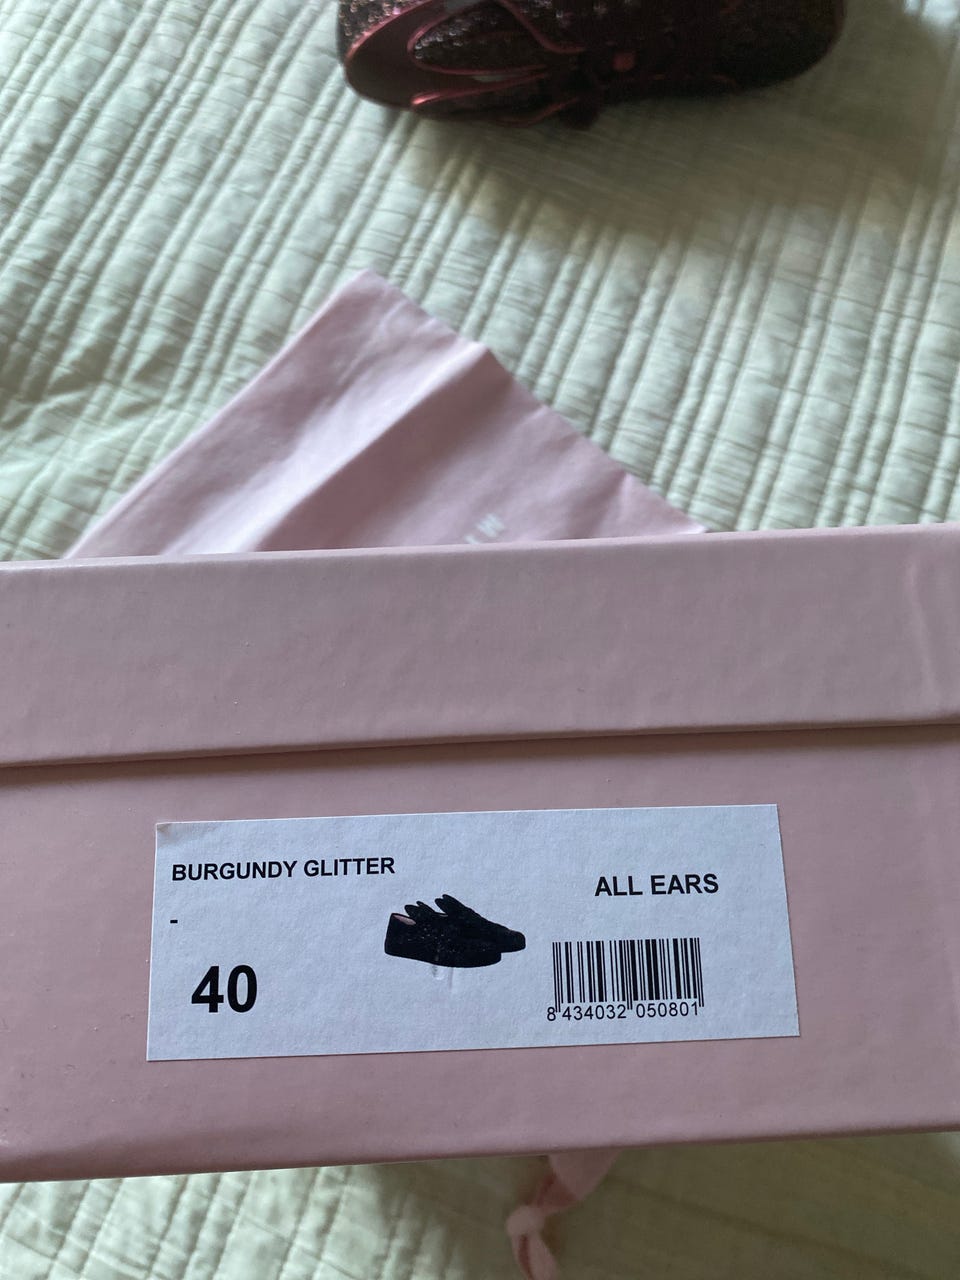 BURGUNDY GLITTER
ALL EARS
-
40
8 434032 050801